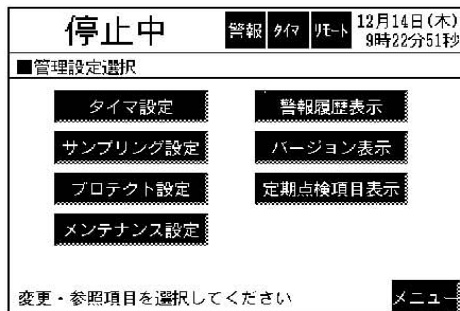 停止中 警報 タイマ リモート 12月14日(木)
9時22分51秒
■管理設定選択
タイマ設定 警報履歴表示
サンプリング設定 バージョン表示
プロテクト設定 定期点検項目表示
メンテナンス設定
変更・参照項目を選択してください メニュー